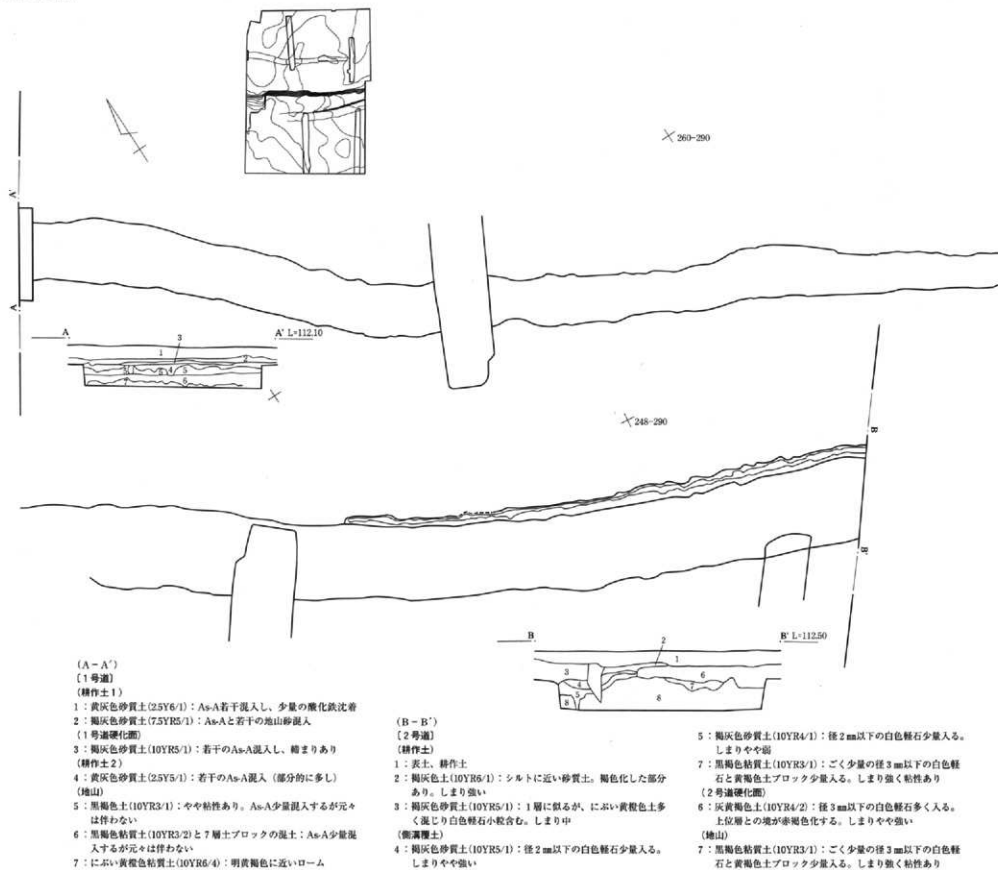 260-290
A'
A
A
A' L=112.10
3
1
2
4
5
6
7
248-290
B
B'
B
B' L=112.50
2
1
3
4
5
6
7
8
8
(A-A')
[1号道]
(耕作土1)
1:黄灰色砂質土(2.5Y6/1):As-A若干混入し、少量の酸化鉄沈着
2:褐灰色砂質土(7.5YR5/1):As-Aと若干の地山砂混入
(1号道硬化面)
3:褐灰色砂質土(10YR5/1):若干のAs-A混入し、締まりあり
(耕作土2)
4:黄灰色砂質土(2.5Y5/1):若干のAs-A混入(部分的に多し)
(地山)
5:黒褐色土(10YR3/1):やや粘性あり。As-A少量混入するが元々
は伴わない
6:黒褐色粘質土(10YR3/2)と7層土ブロックの混土:As-A少量混
入するが元々は伴わない
7:にぶい黄橙色粘質土(10YR6/4):明黄褐色に近いローム
(B-B')
[2号道]
(耕作土)
1:表土、耕作土
2:褐灰色土(10YR6/1):シルトに近い砂質土。褐色化した部分
あり。しまり強い
3:褐灰色砂質土(10YR5/1):1層に似るが、にぶい黄橙色土多
く混じり白色軽石小粒含む。しまり中
(側溝覆土)
4:褐灰色砂質土(10YR5/1):径2㎜以下の白色軽石少量入る。
しまりやや強い
5:褐灰色砂質土(10YR4/1):径2㎜以下の白色軽石少量入る。
しまりやや弱
7:黒褐色粘質土(10YR3/1):ごく少量の径3㎜以下の白色軽
石と黄褐色土ブロック少量入る。しまり強く粘性あり
(2号道硬化面)
6:灰黄褐色土(10YR4/2):径3㎜以下の白色軽石多く入る。
上位層との境が赤褐色化する。しまりやや強い
(地山)
7:黒褐色粘質土(10YR3/1):ごく少量の径3㎜以下の白色軽
石と黄褐色土ブロック少量入る。しまり強く粘性あり